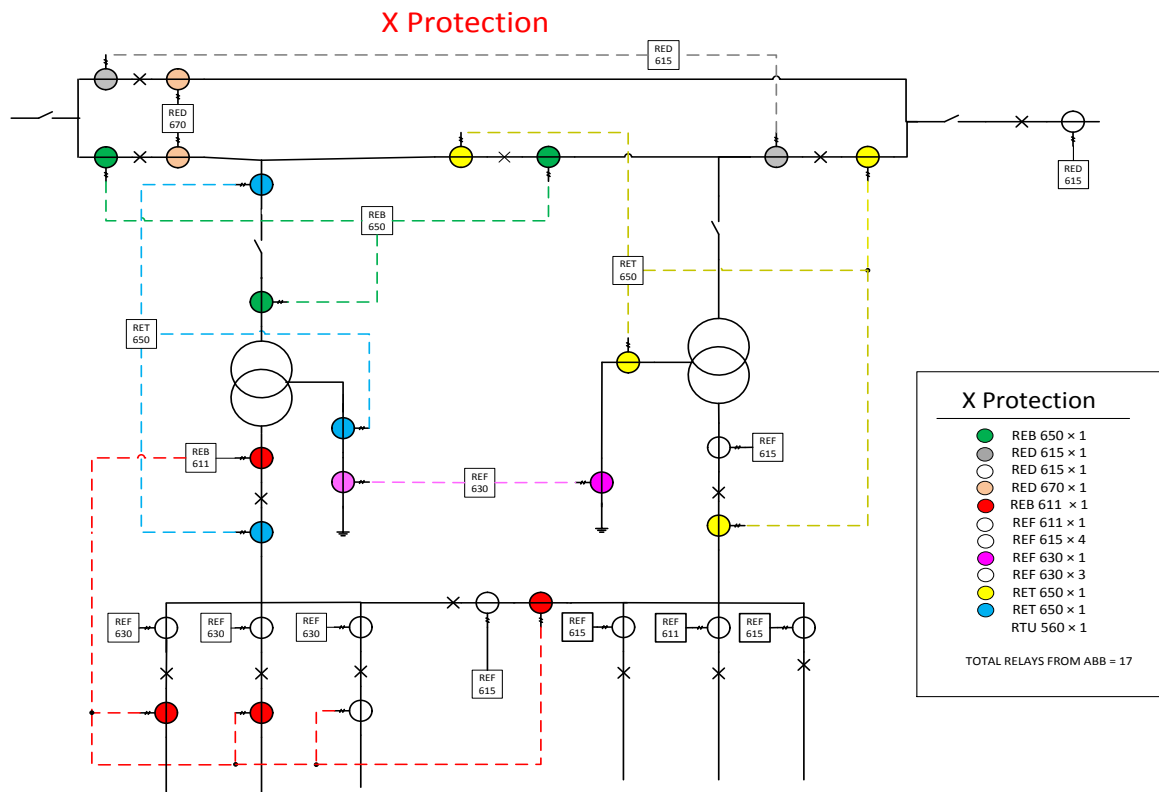 X Protection
RED
615
RED
670
RED
615
REB
650
RET
650
RET
650
REB
611
REF
615
REF
630
REF
630
REF
630
REF
630
REF
615
REF
615
REF
611
REF
615
X Protection
REB 650 × 1
RED 615 × 1
RED 615 × 1
RED 670 × 1
REB 611 × 1
REF 611 × 1
REF 615 × 4
REF 630 × 1
REF 630 × 3
RET 650 × 1
RET 650 × 1
RTU 560 × 1
TOTAL RELAYS FROM ABB = 17